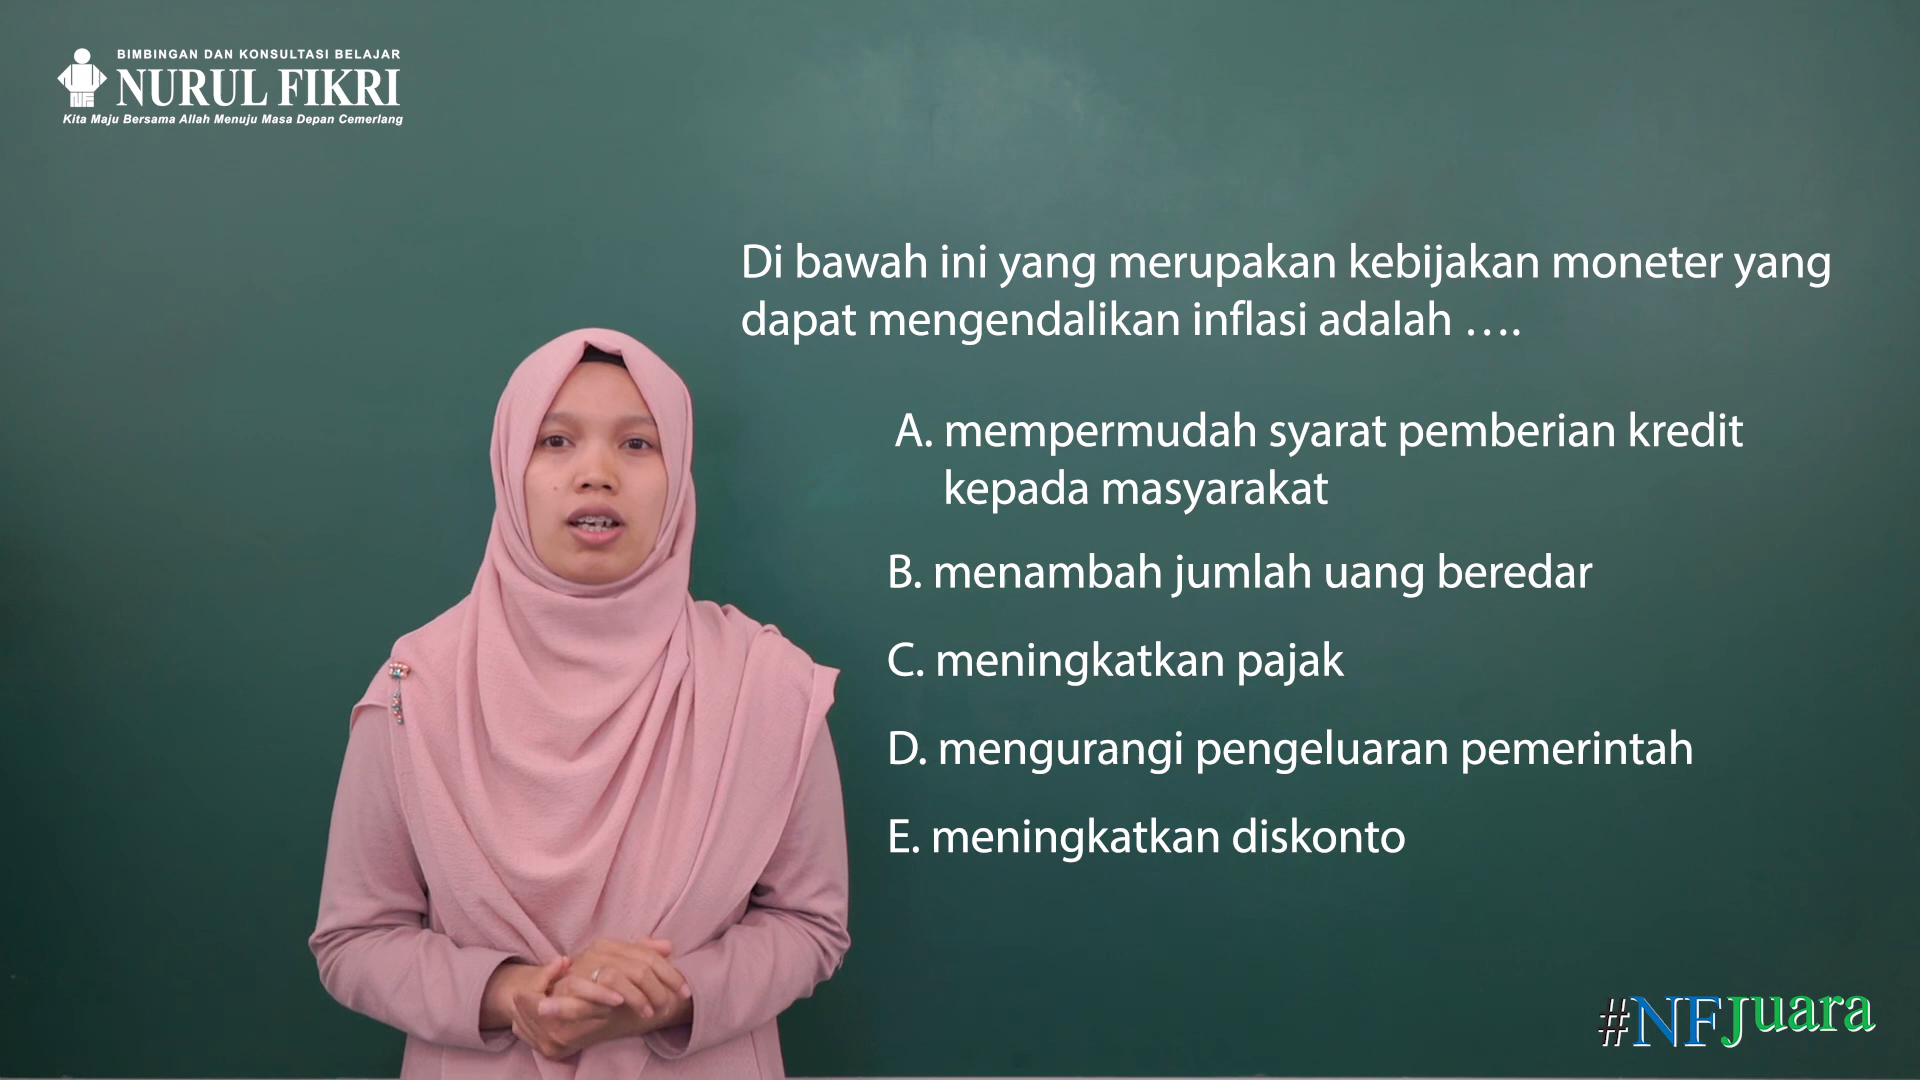 BIMBINGAN DAN KONSULTASI BELAJAR
NURUL FIKRI
NF
Kita Maju Bersama Allah Menuju Masa Depan Cemerlang
Di bawah ini yang merupakan kebijakan moneter yang
dapat mengendalikan inflasi adalah ….
A. mempermudah syarat pemberian kredit
kepada masyarakat
B. menambah jumlah uang beredar
C. meningkatkan pajak
D. mengurangi pengeluaran pemerintah
E. meningkatkan diskonto
#NFJuara